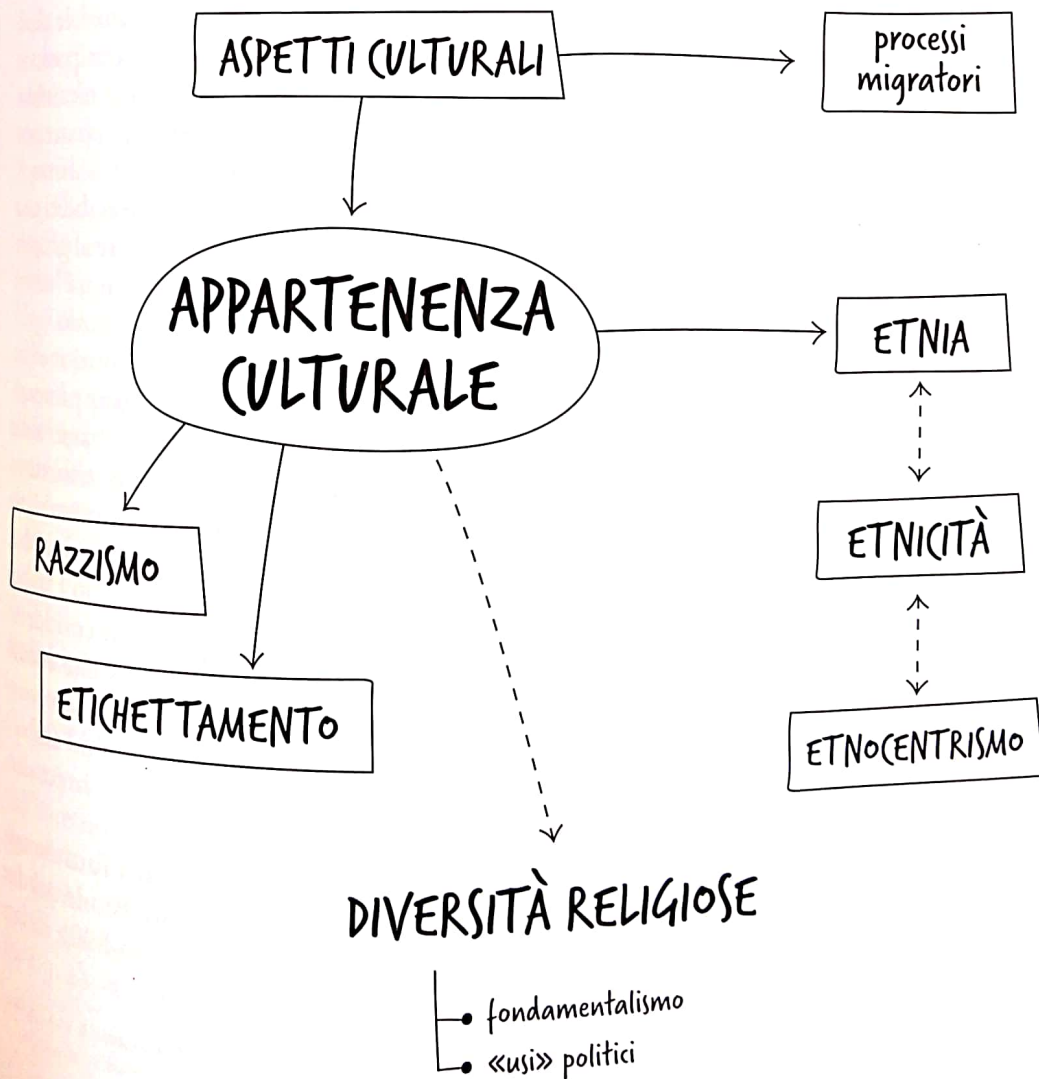 ASPETTI CULTURALI
processi
migratori
APPARTENENZA
CULTURALE
ETNIA
ETNICITÀ
RAZZISMO
ETICHETTAMENTO
ETNOCENTRISMO
DIVERSITÀ RELIGIOSE
fondamentalismo
«usi» politici